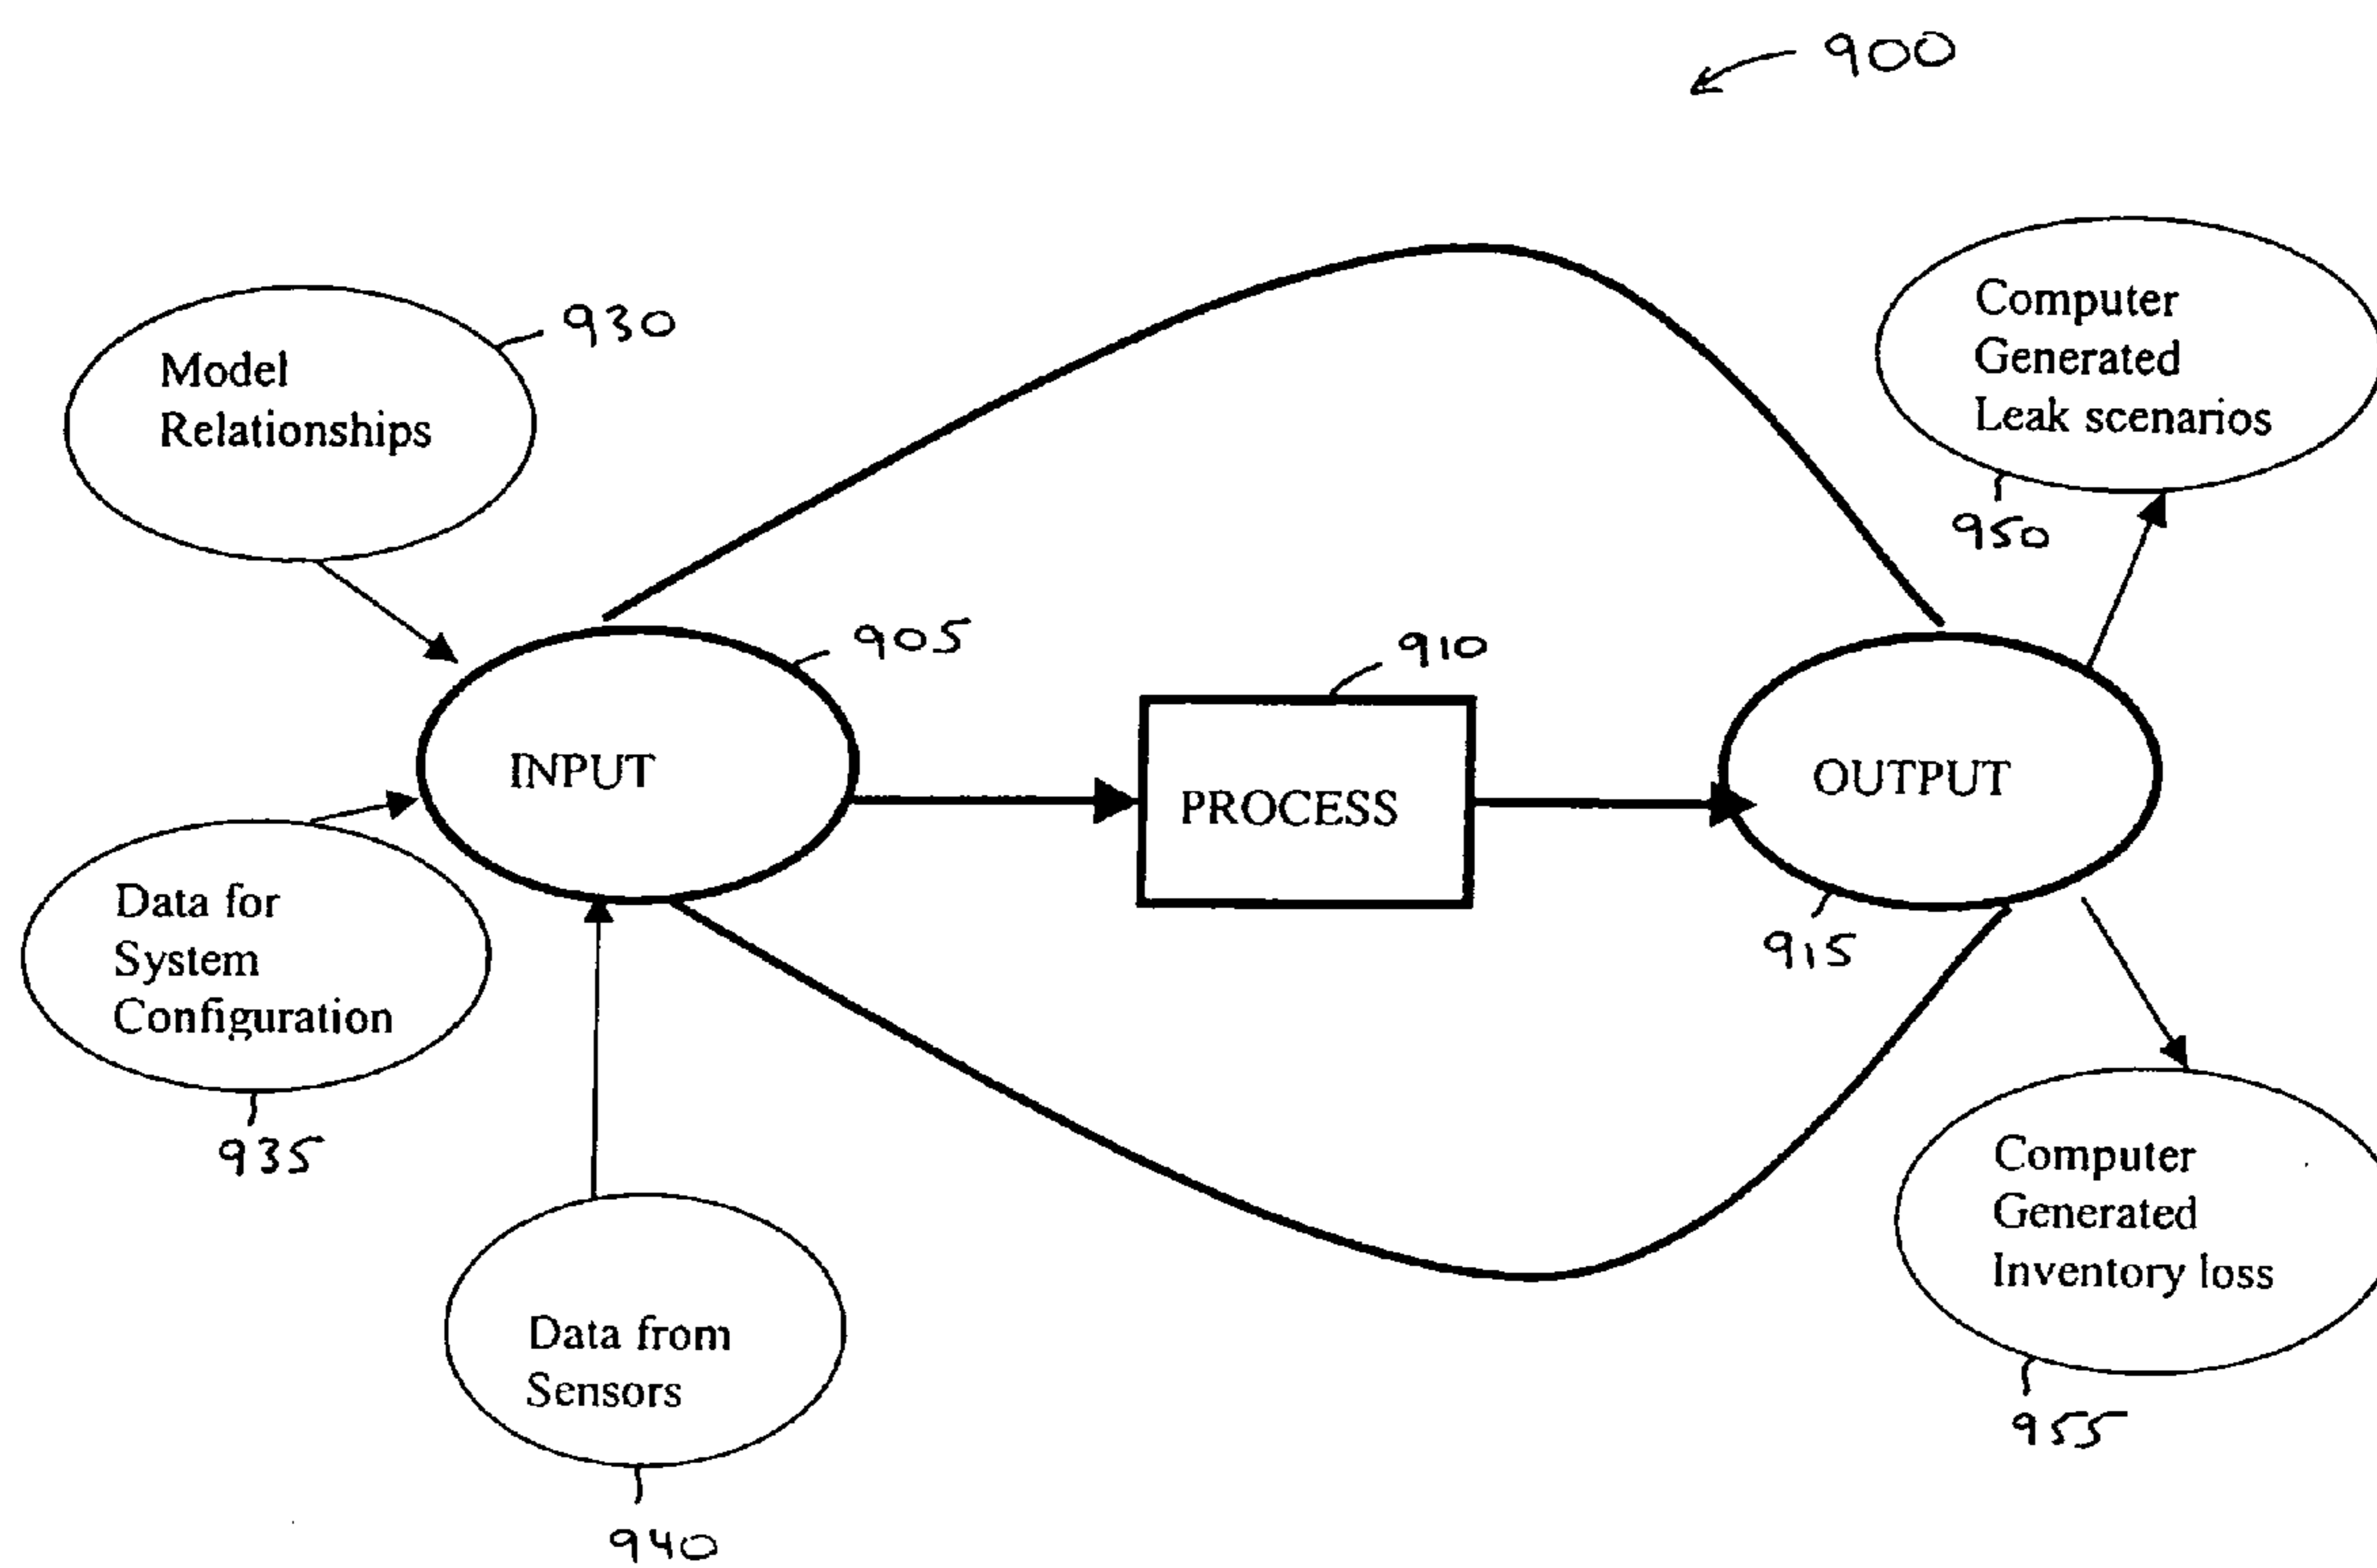 900
Model
Relationships
930
Computer
Generated
Leak scenarios
950
INPUT
905
PROCESS
910
OUTPUT
915
Data for
System
Configuration
935
Data from
Sensors
940
Computer
Generated
Inventory loss
955